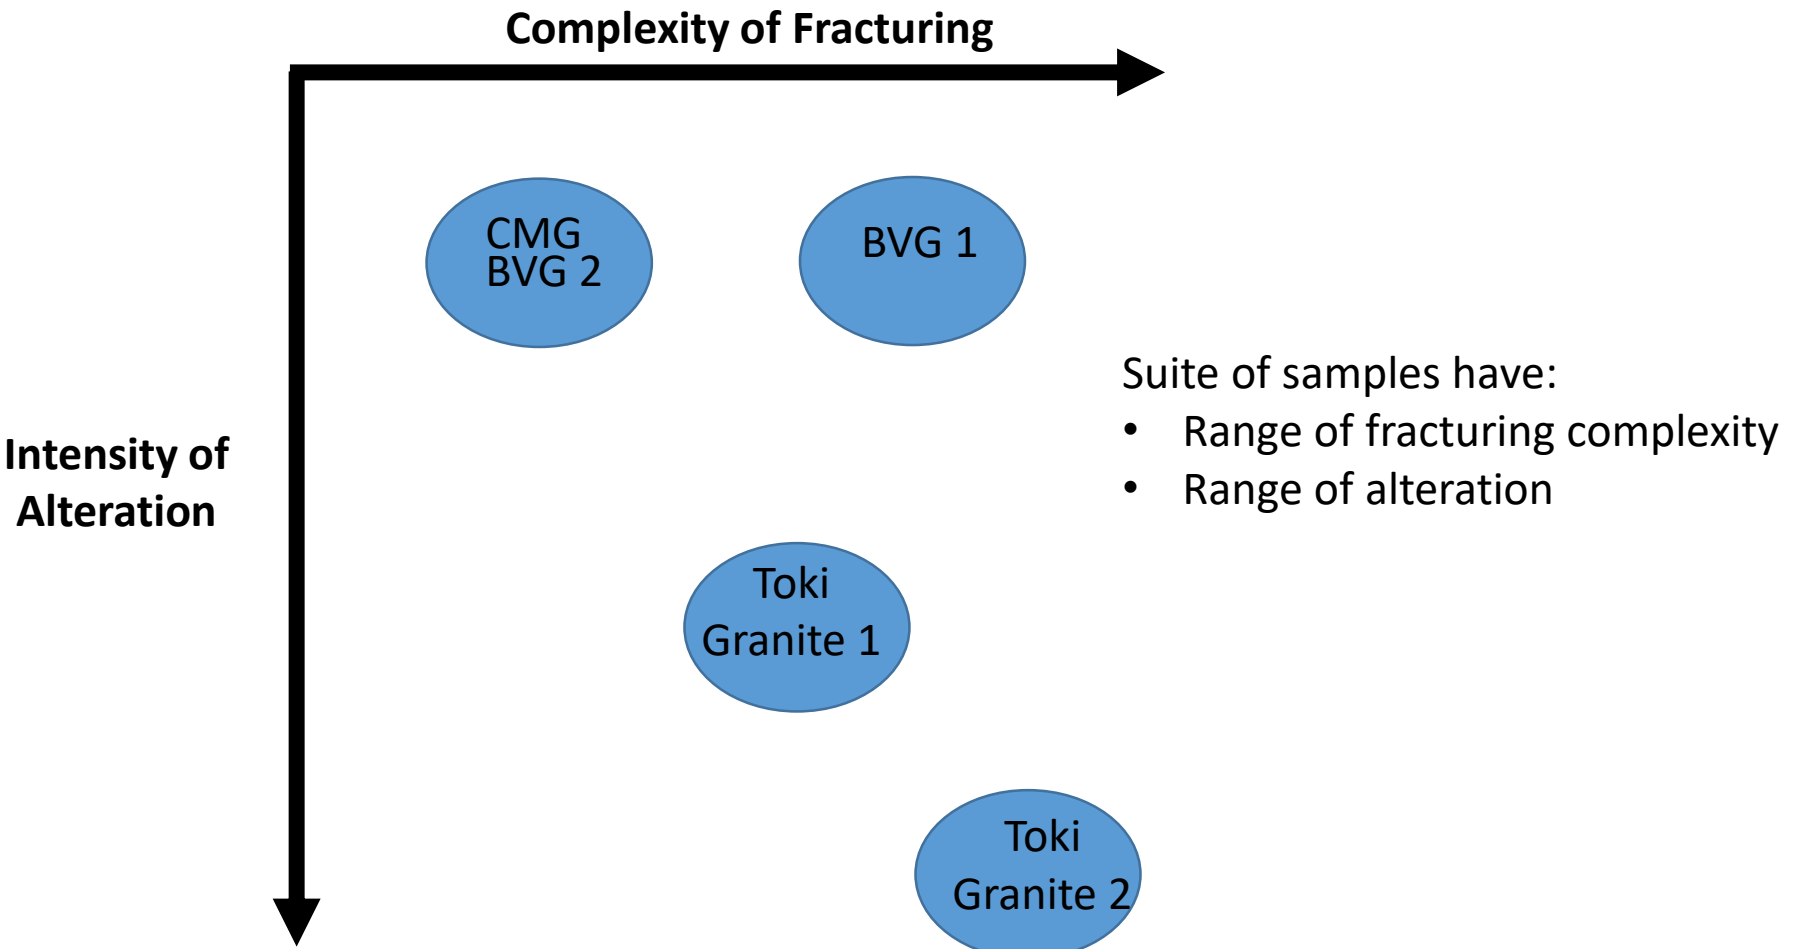 Complexity of Fracturing
CMG
BVG 2
BVG 1
Suite of samples have:
• Range of fracturing complexity
• Range of alteration
Intensity of
Alteration
Toki
Granite 1
Toki
Granite 2